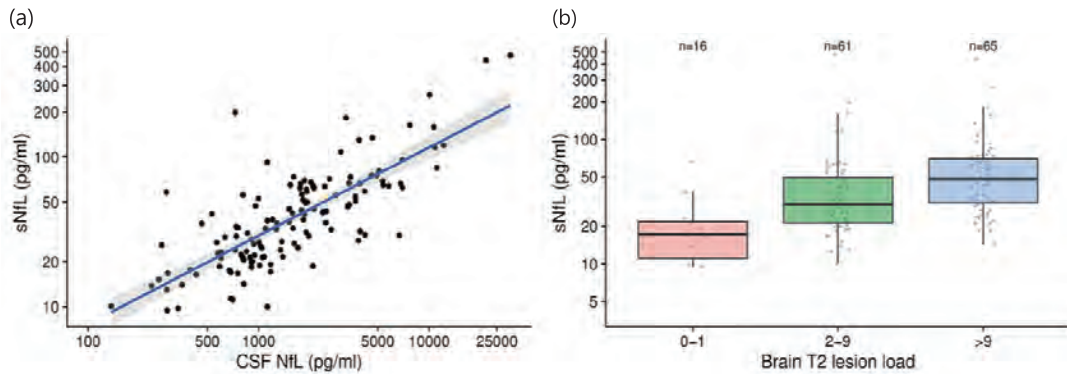 (a)
500
400
300
200
100
50
20
10
sNfL (pg/ml)
100 500 1000 5000 10000 25000
CSF NfL (pg/ml)
(b)
n=16 n=61 n=65
500
400
300
200
100
50
20
10
5
sNfL (pg/ml)
0-1 2-9 >9
Brain T2 lesion load